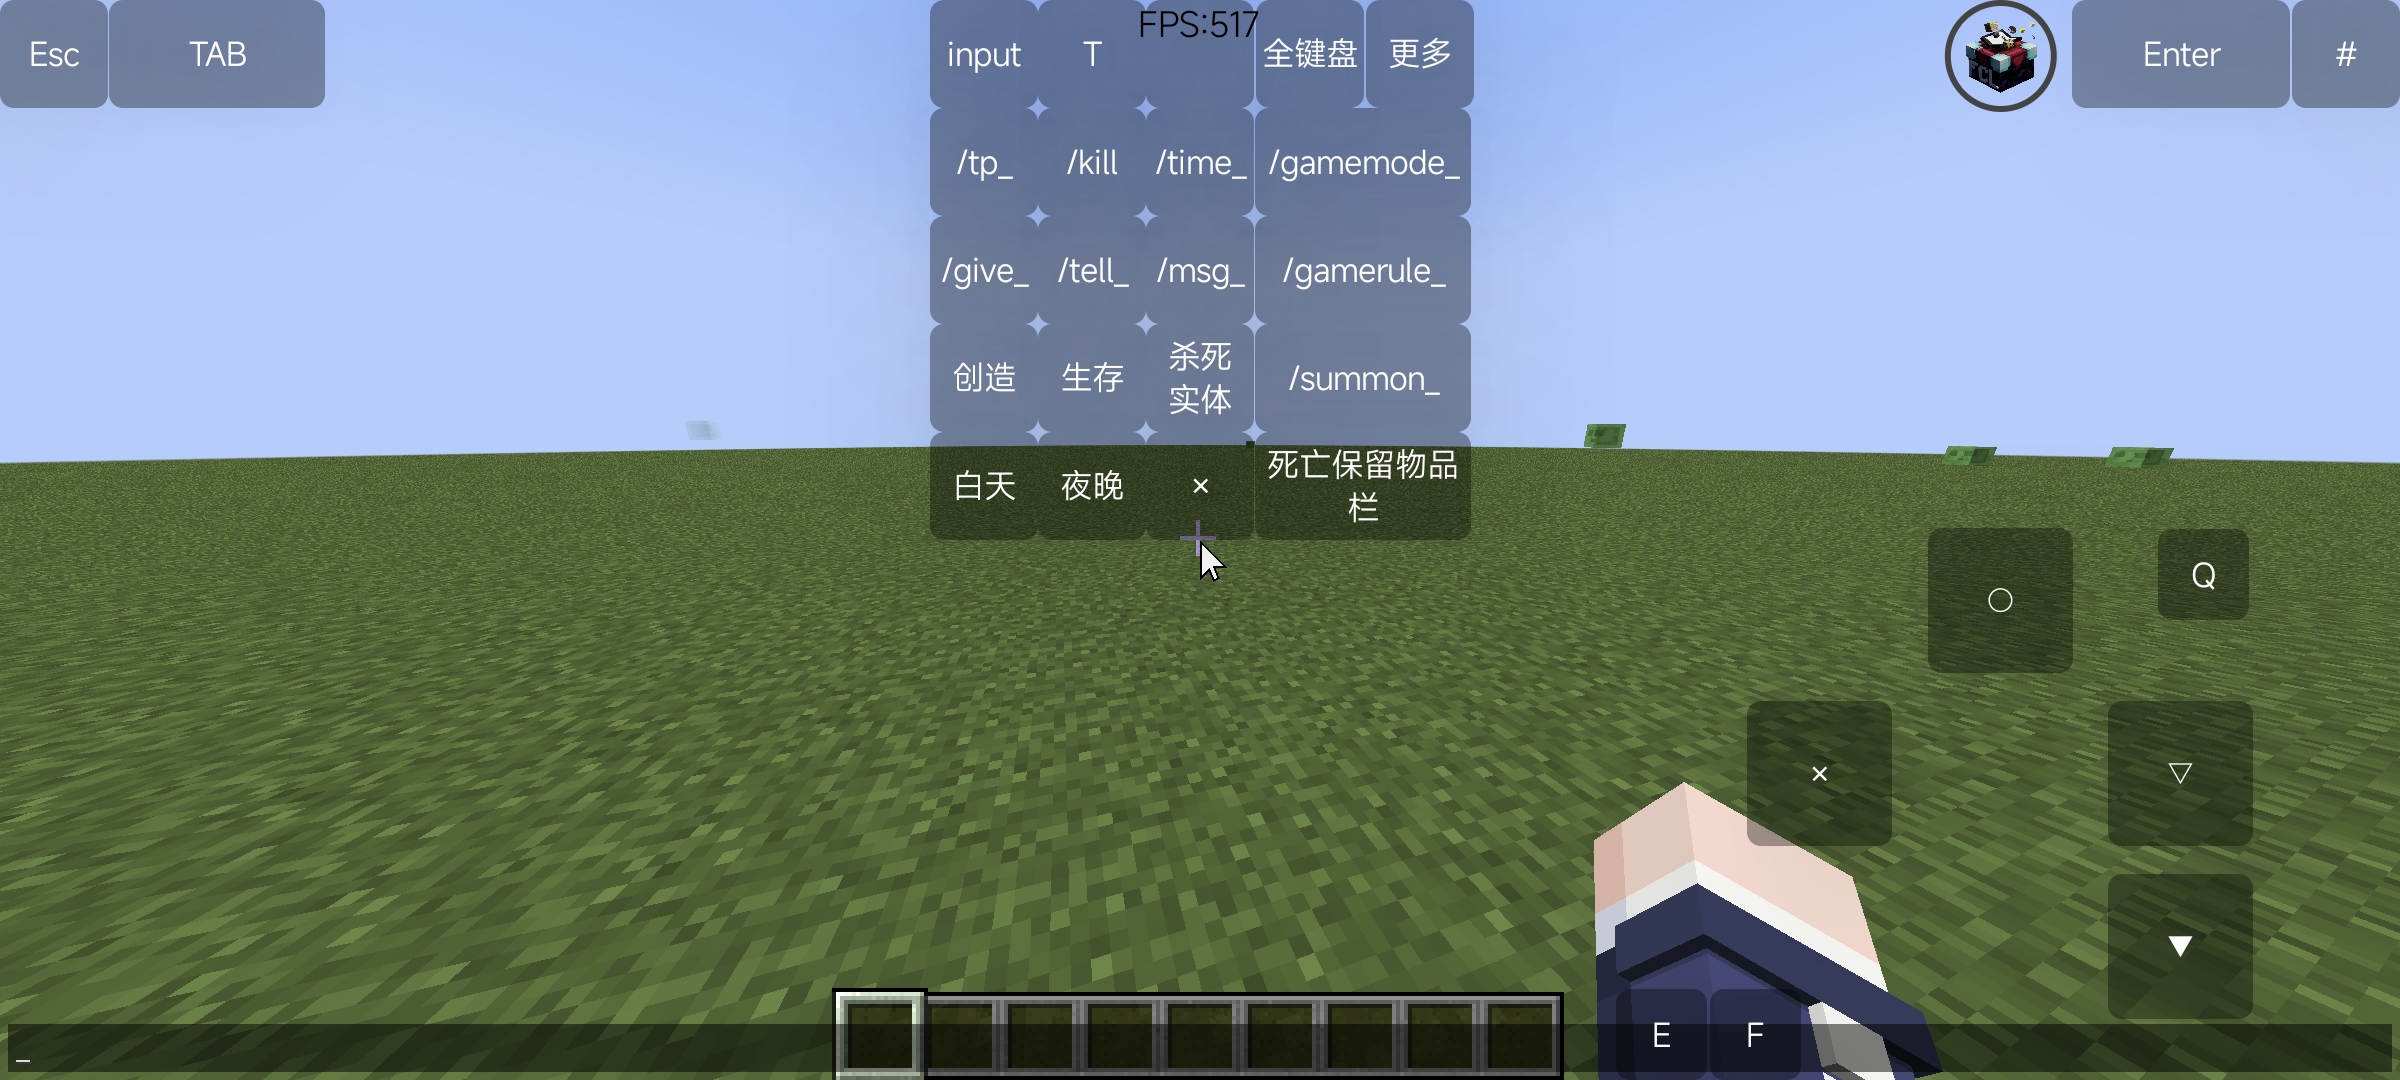 Esc
TAB
input
T
FPS:517
全键盘
更多
FCL
Enter
#
/tp_
/kill
/time_
/gamemode_
/give_
/tell_
/msg_
/gamerule_
创造
生存
杀死
实体
/summon_
白天
夜晚
×
死亡保留物品
栏
○
Q
×
▽
▼
E
F
_